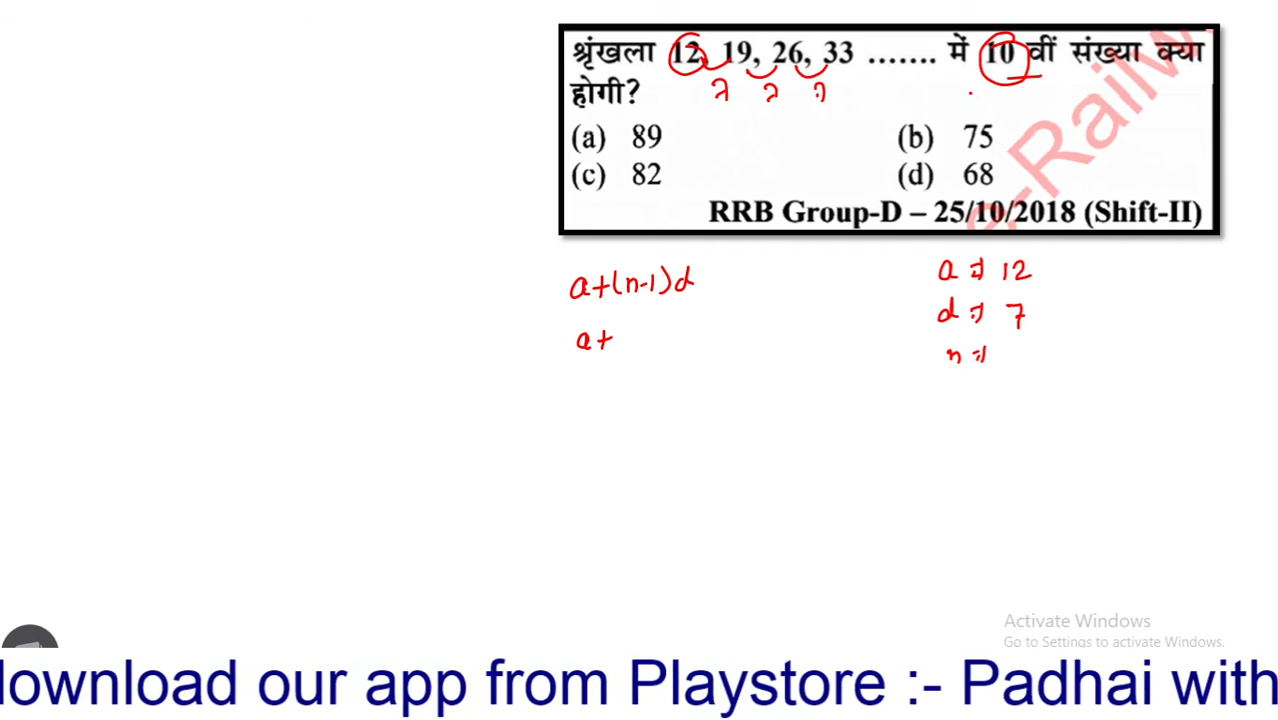 श्रृंखला 12, 19, 26, 33 ....... में 10 वीं संख्या क्या
होगी?
7 7 7
(a) 89 (b) 75
(c) 82 (d) 68
RRB Group-D – 25/10/2018 (Shift-II)
e-Railw
a+(n-1)d
a+
a ⇒ 12
d ⇒ 7
n ⇒
Activate Windows
Go to Settings to activate Windows.
download our app from Playstore :- Padhai with